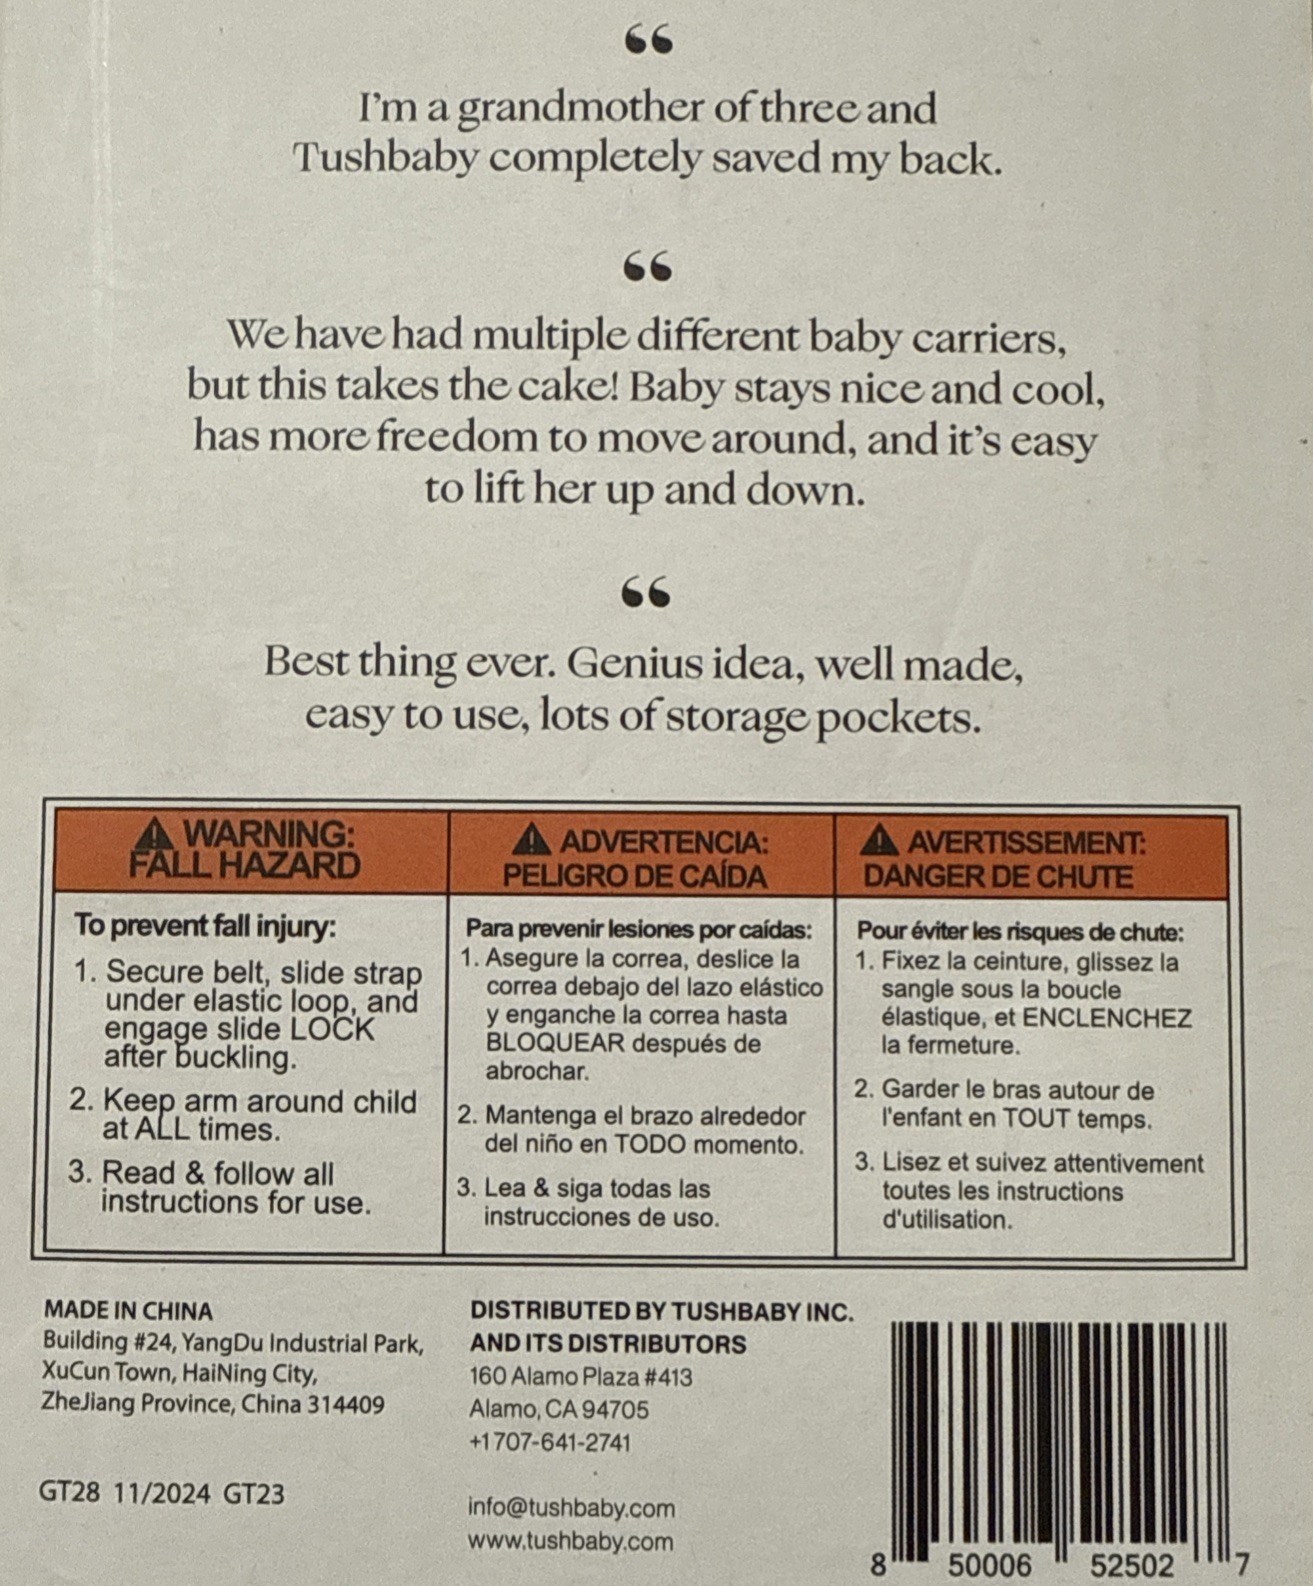 “
I’m a grandmother of three and
Tushbaby completely saved my back.
“
We have had multiple different baby carriers,
but this takes the cake! Baby stays nice and cool,
has more freedom to move around, and it’s easy
to lift her up and down.
“
Best thing ever. Genius idea, well made,
easy to use, lots of storage pockets.
⚠ WARNING:
FALL HAZARD
To prevent fall injury:
1. Secure belt, slide strap
under elastic loop, and
engage slide LOCK
after buckling.
2. Keep arm around child
at ALL times.
3. Read & follow all
instructions for use.
⚠ ADVERTENCIA:
PELIGRO DE CAÍDA
Para prevenir lesiones por caídas:
1. Asegure la correa, deslice la
correa debajo del lazo elástico
y enganche la correa hasta
BLOQUEAR después de
abrochar.
2. Mantenga el brazo alrededor
del niño en TODO momento.
3. Lea & siga todas las
instrucciones de uso.
⚠ AVERTISSEMENT:
DANGER DE CHUTE
Pour éviter les risques de chute:
1. Fixez la ceinture, glissez la
sangle sous la boucle
élastique, et ENCLENCHEZ
la fermeture.
2. Garder le bras autour de
l'enfant en TOUT temps.
3. Lisez et suivez attentivement
toutes les instructions
d'utilisation.
MADE IN CHINA
Building #24, YangDu Industrial Park,
XuCun Town, HaiNing City,
ZheJiang Province, China 314409
GT28 11/2024 GT23
DISTRIBUTED BY TUSHBABY INC.
AND ITS DISTRIBUTORS
160 Alamo Plaza #413
Alamo, CA 94705
+1 707-641-2741
info@tushbaby.com
www.tushbaby.com
8 50006 52502 7